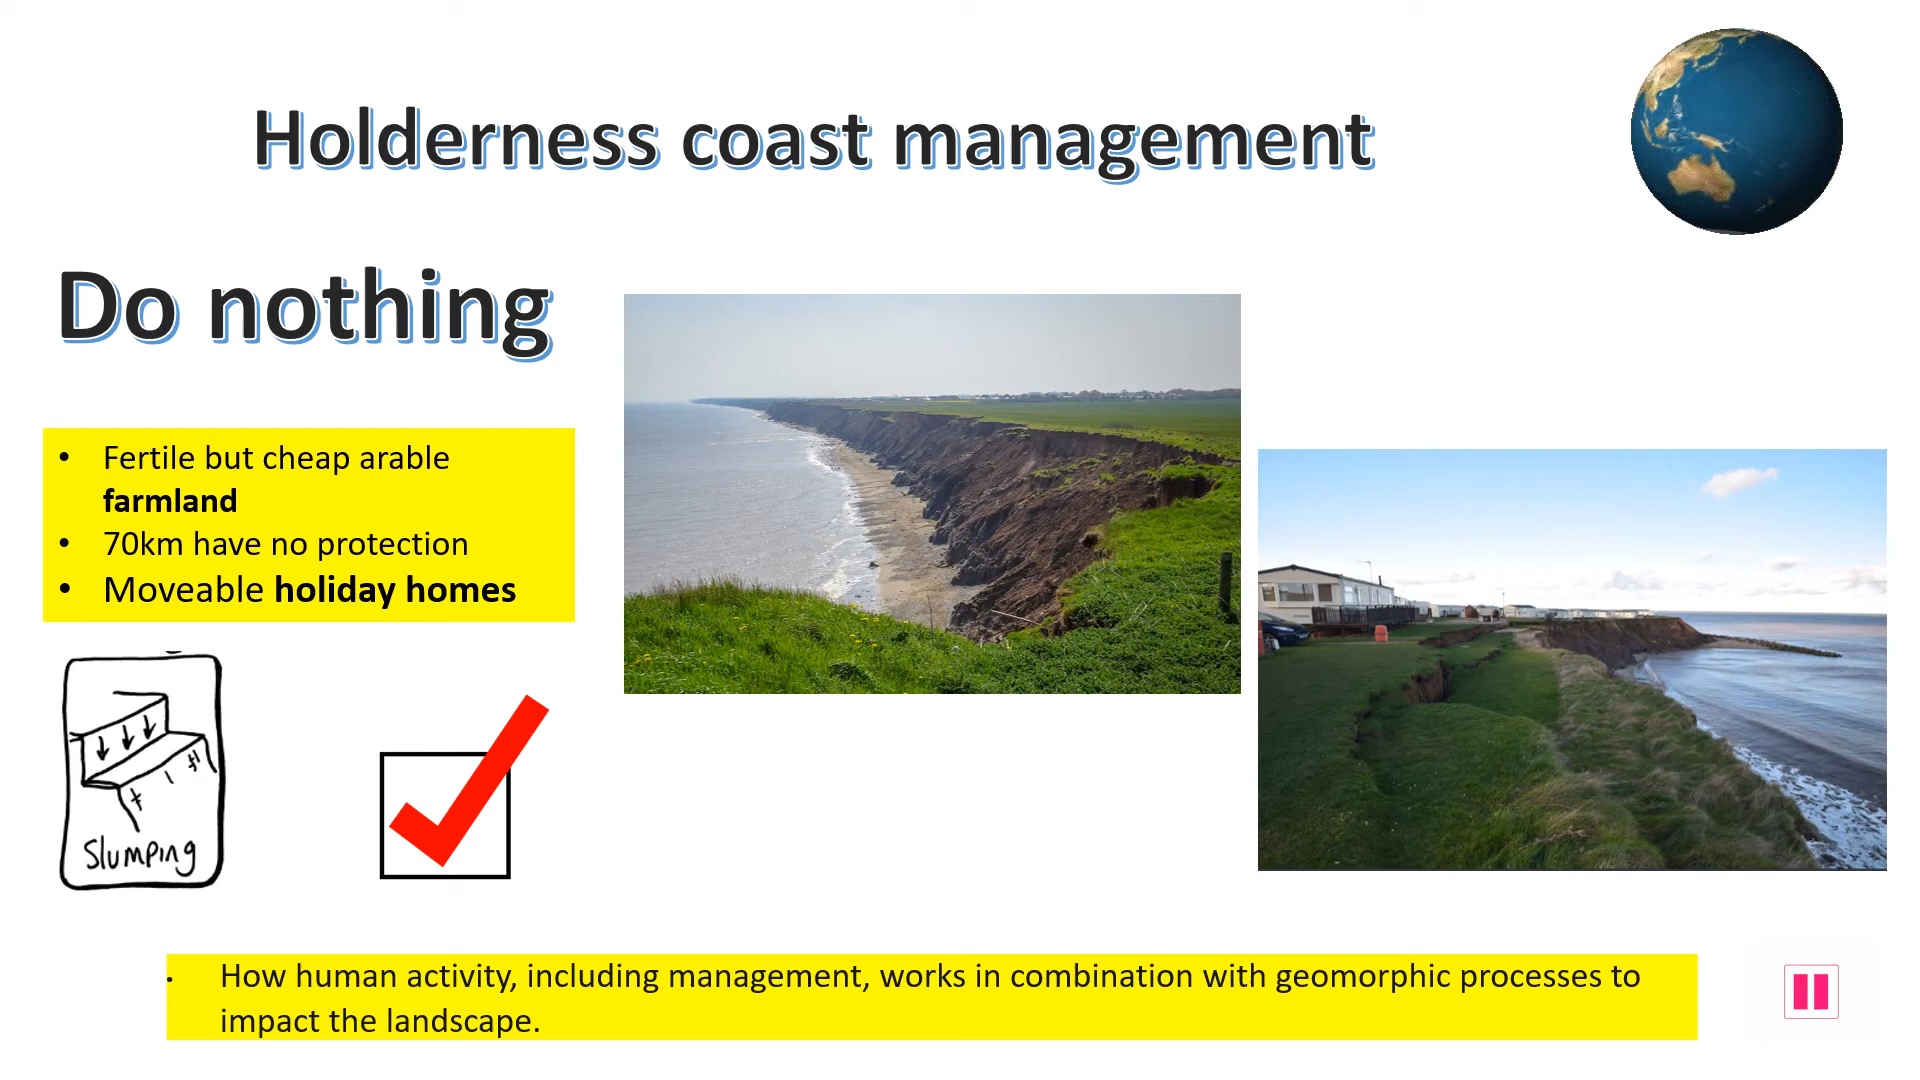 Holderness coast management
Do nothing
• Fertile but cheap arable
farmland
• 70km have no protection
• Moveable holiday homes
Slumping
• How human activity, including management, works in combination with geomorphic processes to
impact the landscape.